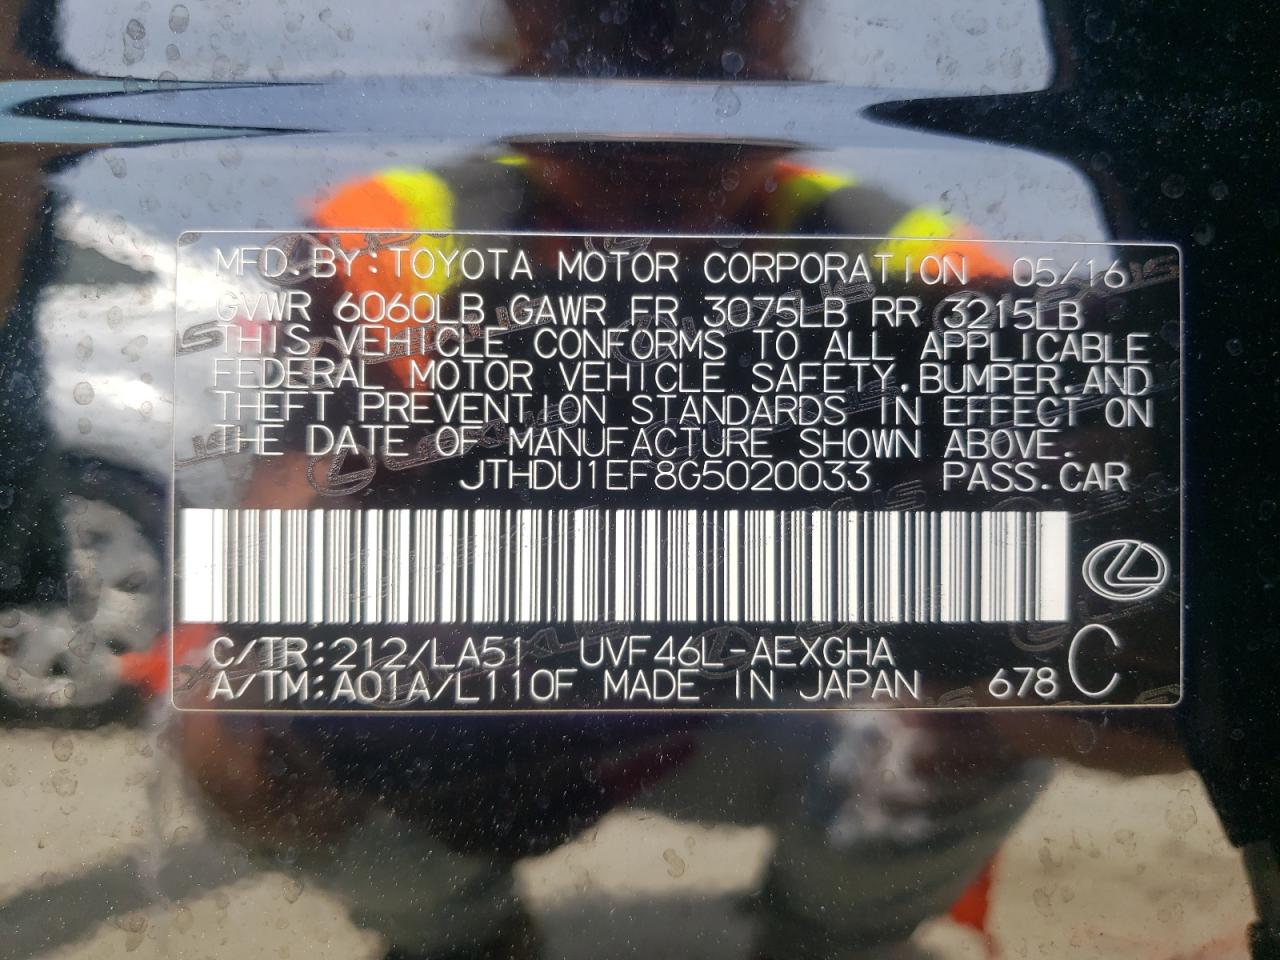 MFD.BY:TOYOTA MOTOR CORPORATION 05/16
GVWR 6060LB GAWR FR 3075LB RR 3215LB
THIS VEHICLE CONFORMS TO ALL APPLICABLE
FEDERAL MOTOR VEHICLE SAFETY,BUMPER,AND
THEFT PREVENTION STANDARDS IN EFFECT ON
THE DATE OF MANUFACTURE SHOWN ABOVE.
JTHDU1EF8G5020033 PASS.CAR
C/TR:212/LA51 UVF46L-AEXGHA
A/TM:A01A/L110F MADE IN JAPAN 678 C